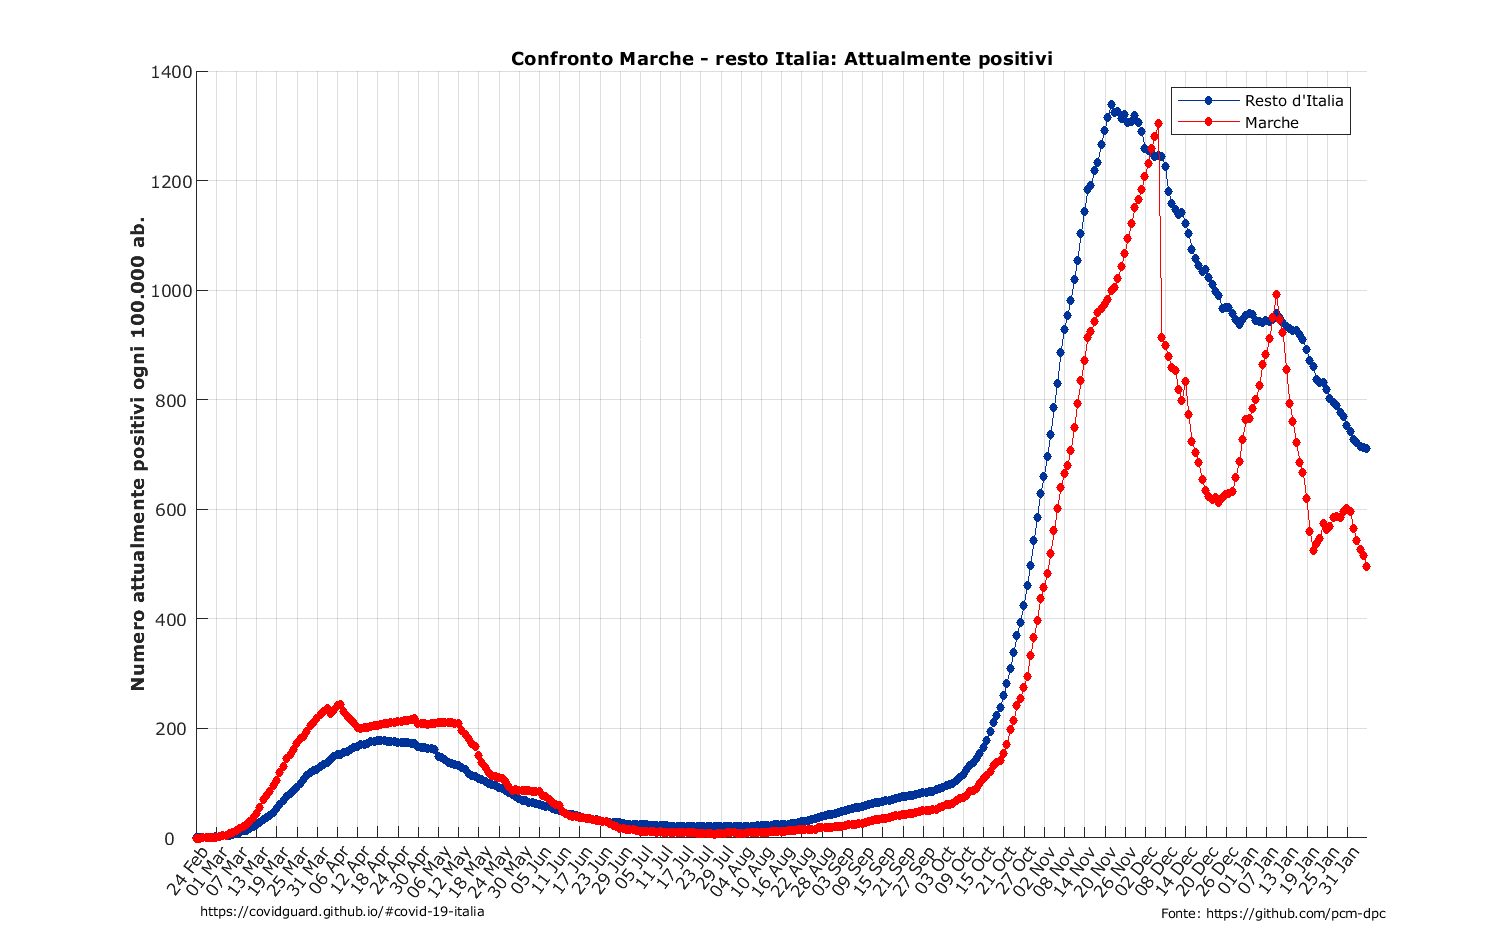 Confronto Marche - resto Italia: Attualmente positivi
Resto d'Italia
Marche
Numero attualmente positivi ogni 100.000 ab.
1400
1200
1000
800
600
400
200
0
24 Feb
01 Mar
07 Mar
13 Mar
19 Mar
25 Mar
31 Mar
06 Apr
12 Apr
18 Apr
24 Apr
30 Apr
06 May
12 May
18 May
24 May
30 May
05 Jun
11 Jun
17 Jun
23 Jun
29 Jun
05 Jul
11 Jul
17 Jul
23 Jul
29 Jul
04 Aug
10 Aug
16 Aug
22 Aug
28 Aug
03 Sep
09 Sep
15 Sep
21 Sep
27 Sep
03 Oct
09 Oct
15 Oct
21 Oct
27 Oct
02 Nov
08 Nov
14 Nov
20 Nov
26 Nov
02 Dec
08 Dec
14 Dec
20 Dec
26 Dec
01 Jan
07 Jan
13 Jan
19 Jan
25 Jan
31 Jan
https://covidguard.github.io/#covid-19-italia
Fonte: https://github.com/pcm-dpc